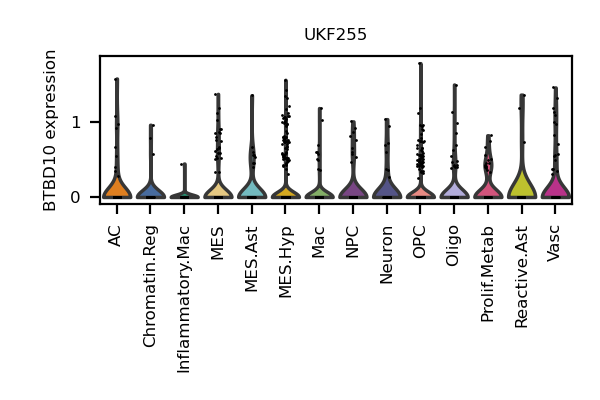 UKF255
BTBD10 expression
1
0
AC
Chromatin.Reg
Inflammatory.Mac
MES
MES.Ast
MES.Hyp
Mac
NPC
Neuron
OPC
Oligo
Prolif.Metab
Reactive.Ast
Vasc